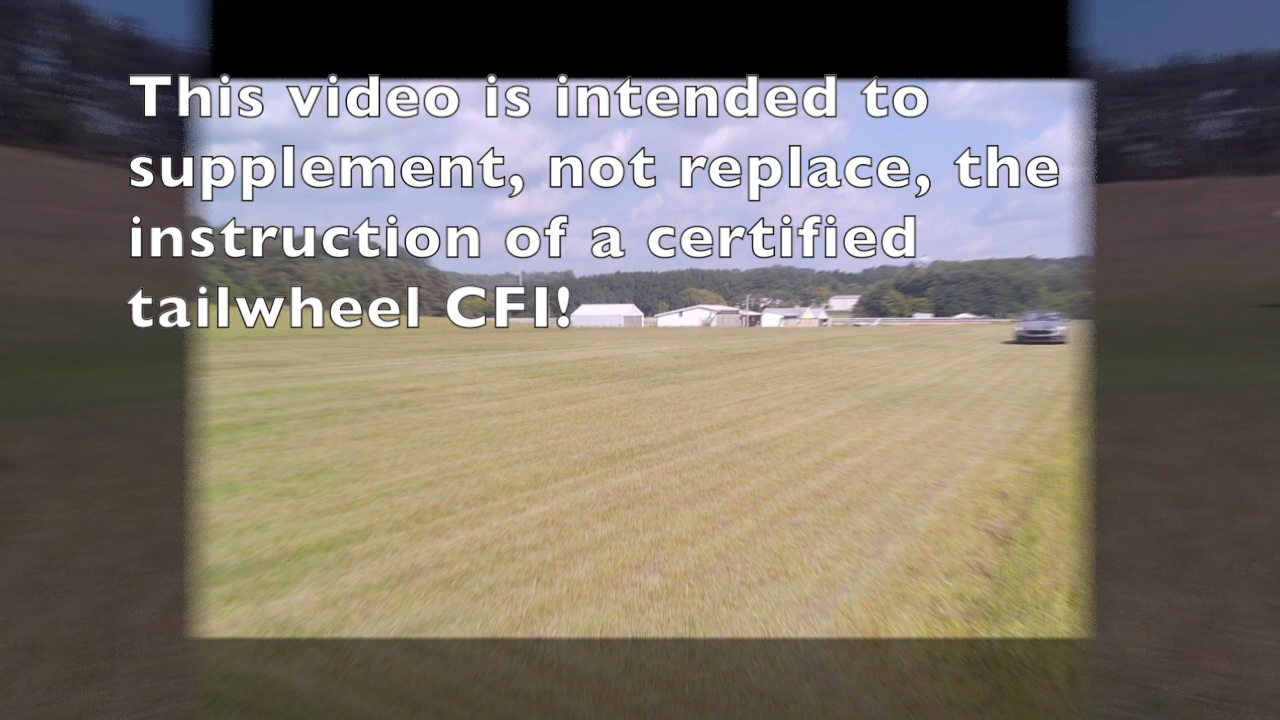 This video is intended to
supplement, not replace, the
instruction of a certified
tailwheel CFI!